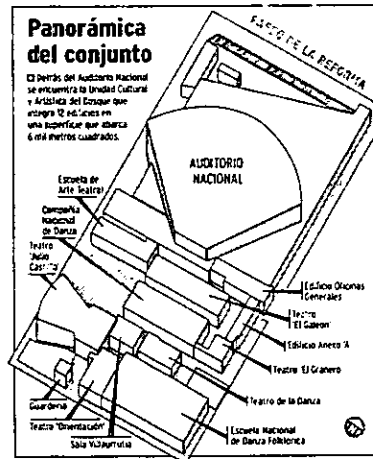 Panorámica
del conjunto
Detrás del Auditorio Nacional
se encuentra la Unidad Cultural
y Artística del Bosque que
integra 12 edificios en
una superficie que abarca
6 mil metros cuadrados.
PASEO DE LA REFORMA
AUDITORIO
NACIONAL
Escuela de
Arte Teatral
Compañía
Nacional
de Danza
Teatro
"Julio
Castillo"
Edificio Oficinas
Generales
Teatro
"El Galeón"
Edificio Anexo "A"
Teatro "El Granero"
Teatro de la Danza
Guardería
Teatro "Orientación"
Sala Villaurrutia
Escuela Nacional
de Danza Folklórica